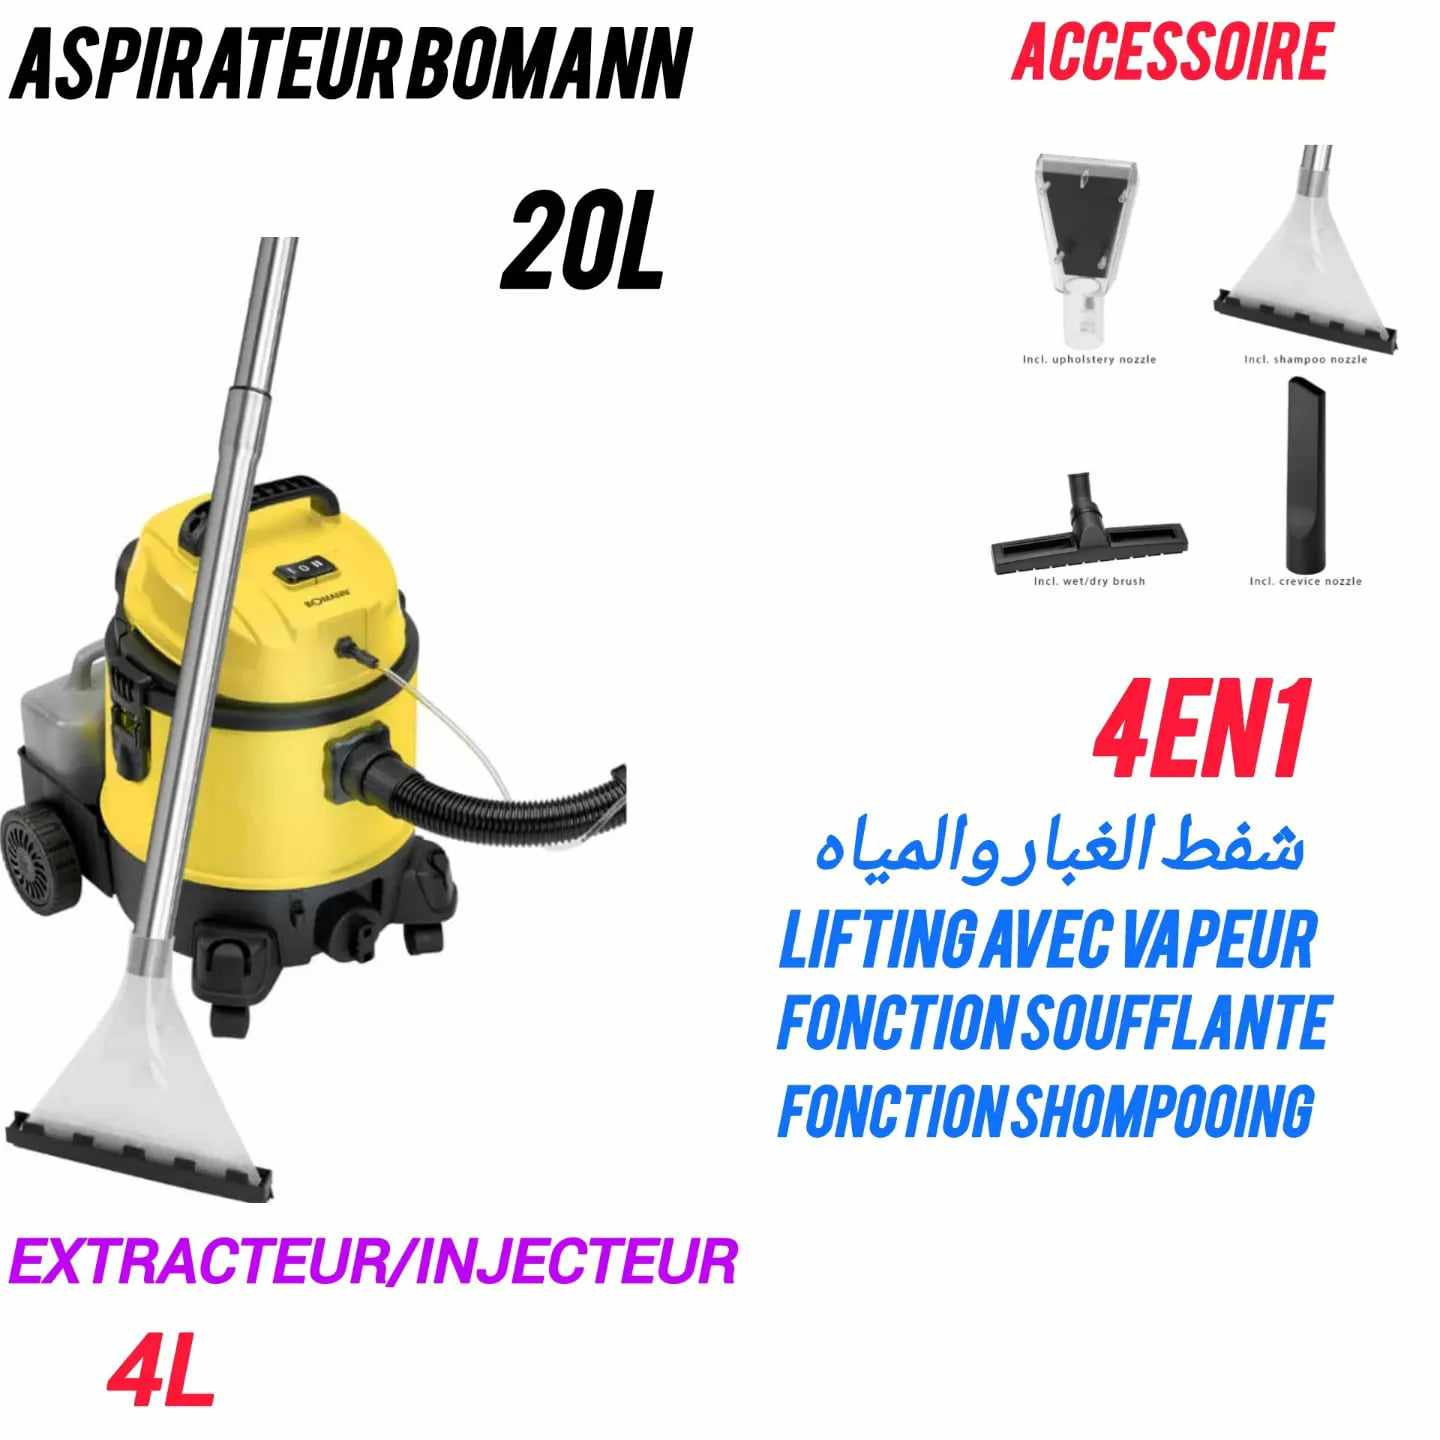 ASPIRATEUR BOMANN
20L
BOMANN
EXTRACTEUR/INJECTEUR
4L
ACCESSOIRE
Incl. upholstery nozzle
Incl. shampoo nozzle
Incl. wet/dry brush
Incl. crevice nozzle
4EN1
شفط الغبار والمياه
LIFTING AVEC VAPEUR
FONCTION SOUFFLANTE
FONCTION SHOMPOOING